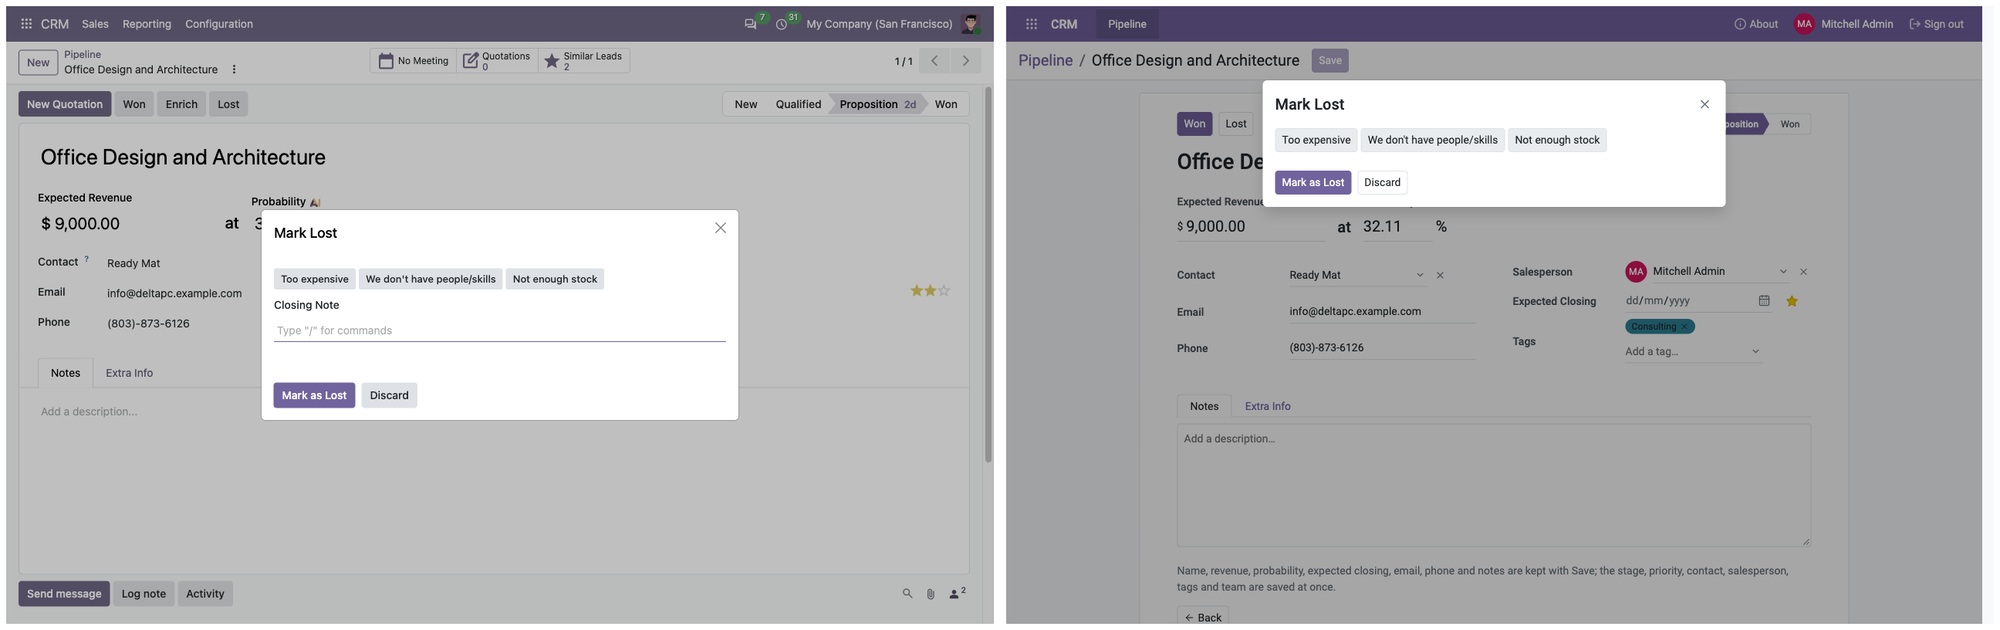 CRM Sales Reporting Configuration 7 31 My Company (San Francisco)
New Pipeline
Office Design and Architecture
No Meeting Quotations 0 Similar Leads 2 1 / 1
New Quotation Won Enrich Lost New Qualified Proposition 2d Won
Office Design and Architecture
Expected Revenue Probability AI
$ 9,000.00 at 3
Contact ? Ready Mat
Email info@deltapc.example.com
Phone (803)-873-6126
Notes Extra Info
Add a description...
Mark Lost
Too expensive We don't have people/skills Not enough stock
Closing Note
Type "/" for commands
Mark as Lost Discard
Send message Log note Activity 2
CRM Pipeline About MA Mitchell Admin Sign out
Pipeline / Office Design and Architecture Save
Mark Lost
Too expensive We don't have people/skills Not enough stock
Mark as Lost Discard
Won Lost position Won
Office De
Expected Revenue
$ 9,000.00 at 32.11 %
Contact Ready Mat
Email info@deltapc.example.com
Phone (803)-873-6126
Salesperson MA Mitchell Admin
Expected Closing dd/mm/yyyy
Tags Consulting ×
Add a tag...
Notes Extra Info
Add a description...
Name, revenue, probability, expected closing, email, phone and notes are kept with Save; the stage, priority, contact, salesperson,
tags and team are saved at once.
← Back